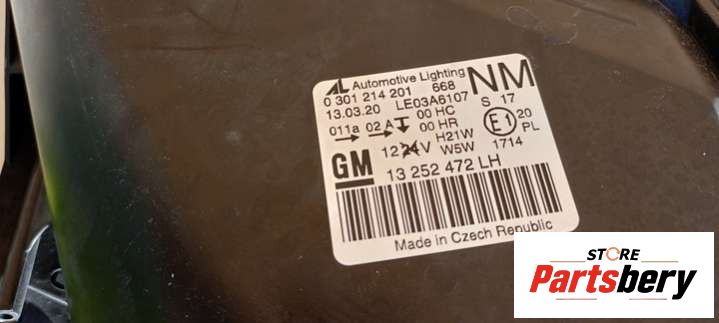 AL Automotive Lighting
0 301 214 201 668 NM
13.03.20 LE03A6107 S 17
011a 02 A 00 HC E1 20
00 HR PL
H21W
12 24 V W5W 1714
GM 13 252 472 LH
Made in Czech Republic
STORE
Partsbery